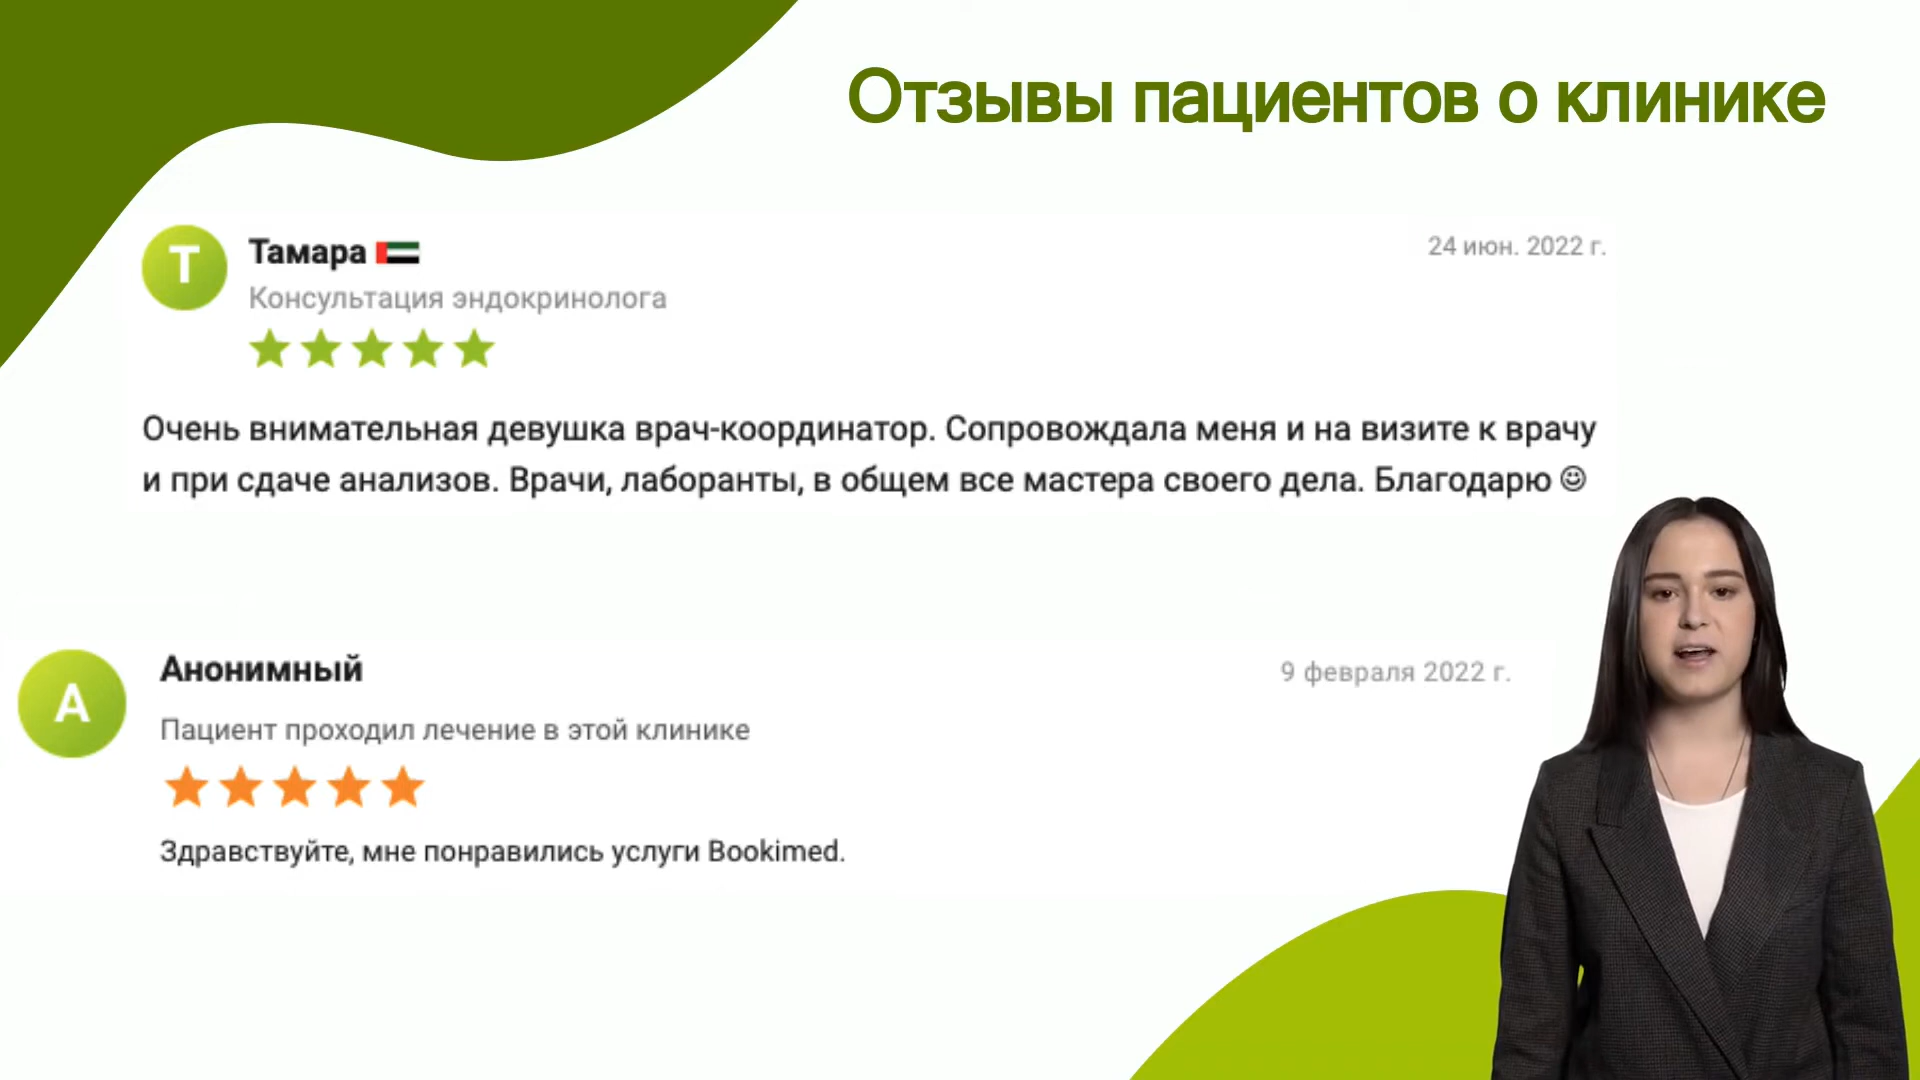 Отзывы пациентов о клинике
Т
Тамара
24 июн. 2022 г.
Консультация эндокринолога
Очень внимательная девушка врач-координатор. Сопровождала меня и на визите к врачу
и при сдаче анализов. Врачи, лаборанты, в общем все мастера своего дела. Благодарю ☺
А
Анонимный
9 февраля 2022 г.
Пациент проходил лечение в этой клинике
Здравствуйте, мне понравились услуги Bookimed.